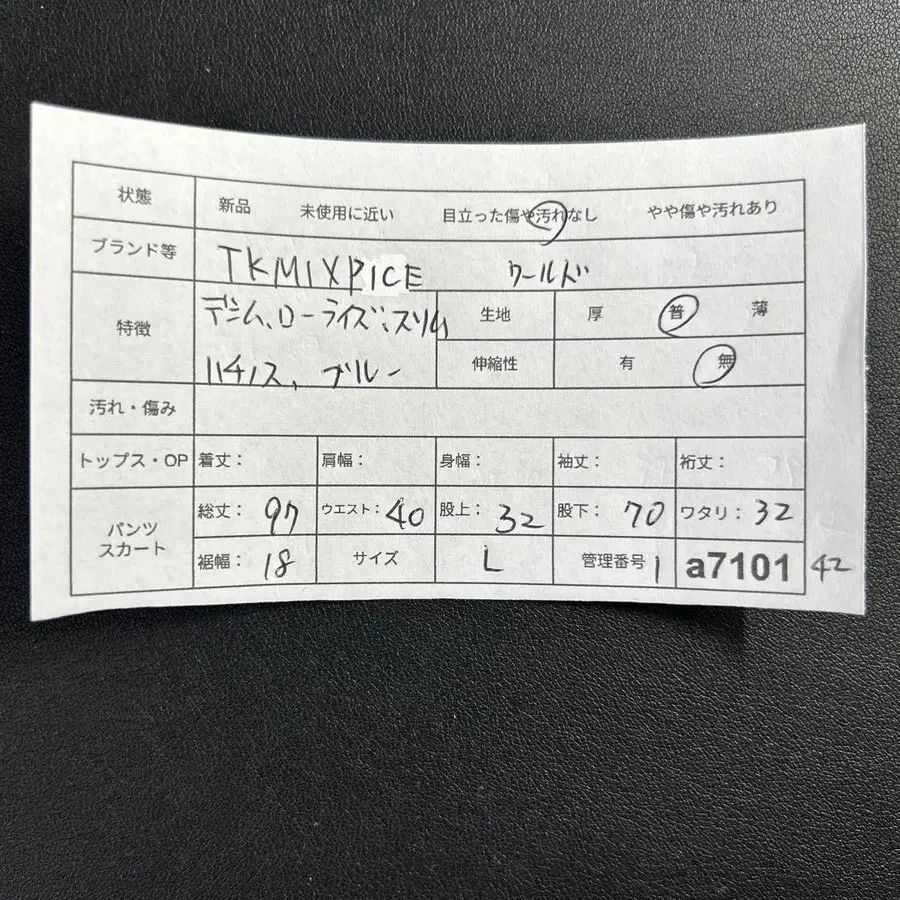 状態 新品 未使用に近い 目立った傷や汚れなし やや傷や汚れあり
ブランド等 TKMIXPICE ワールド
特徴 デニム、ローライズ、スリム 生地 厚 普 薄
ハイノス、ブルー 伸縮性 有 無
汚れ・傷み
トップス・OP 着丈: 肩幅: 身幅: 袖丈: 裄丈:
パンツ スカート 総丈: 97 ウエスト: 40 股上: 32 股下: 70 ワタリ: 32
裾幅: 18 サイズ L 管理番号 1 a7101 42